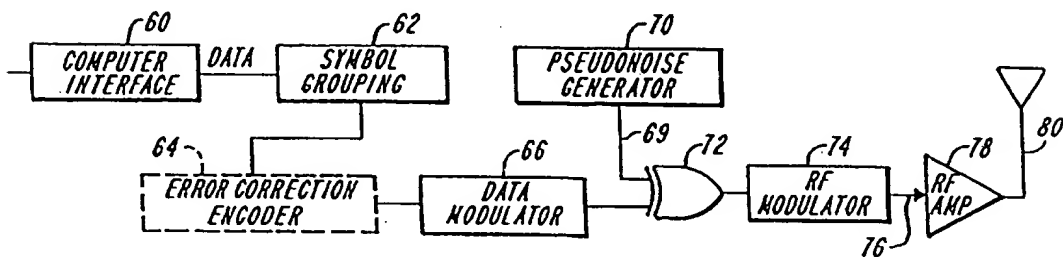 60
COMPUTER
INTERFACE
DATA
62
SYMBOL
GROUPING
70
PSEUDONOISE
GENERATOR
69
64
ERROR CORRECTION
ENCODER
66
DATA
MODULATOR
72
74
RF
MODULATOR
76
78
RF
AMP
80